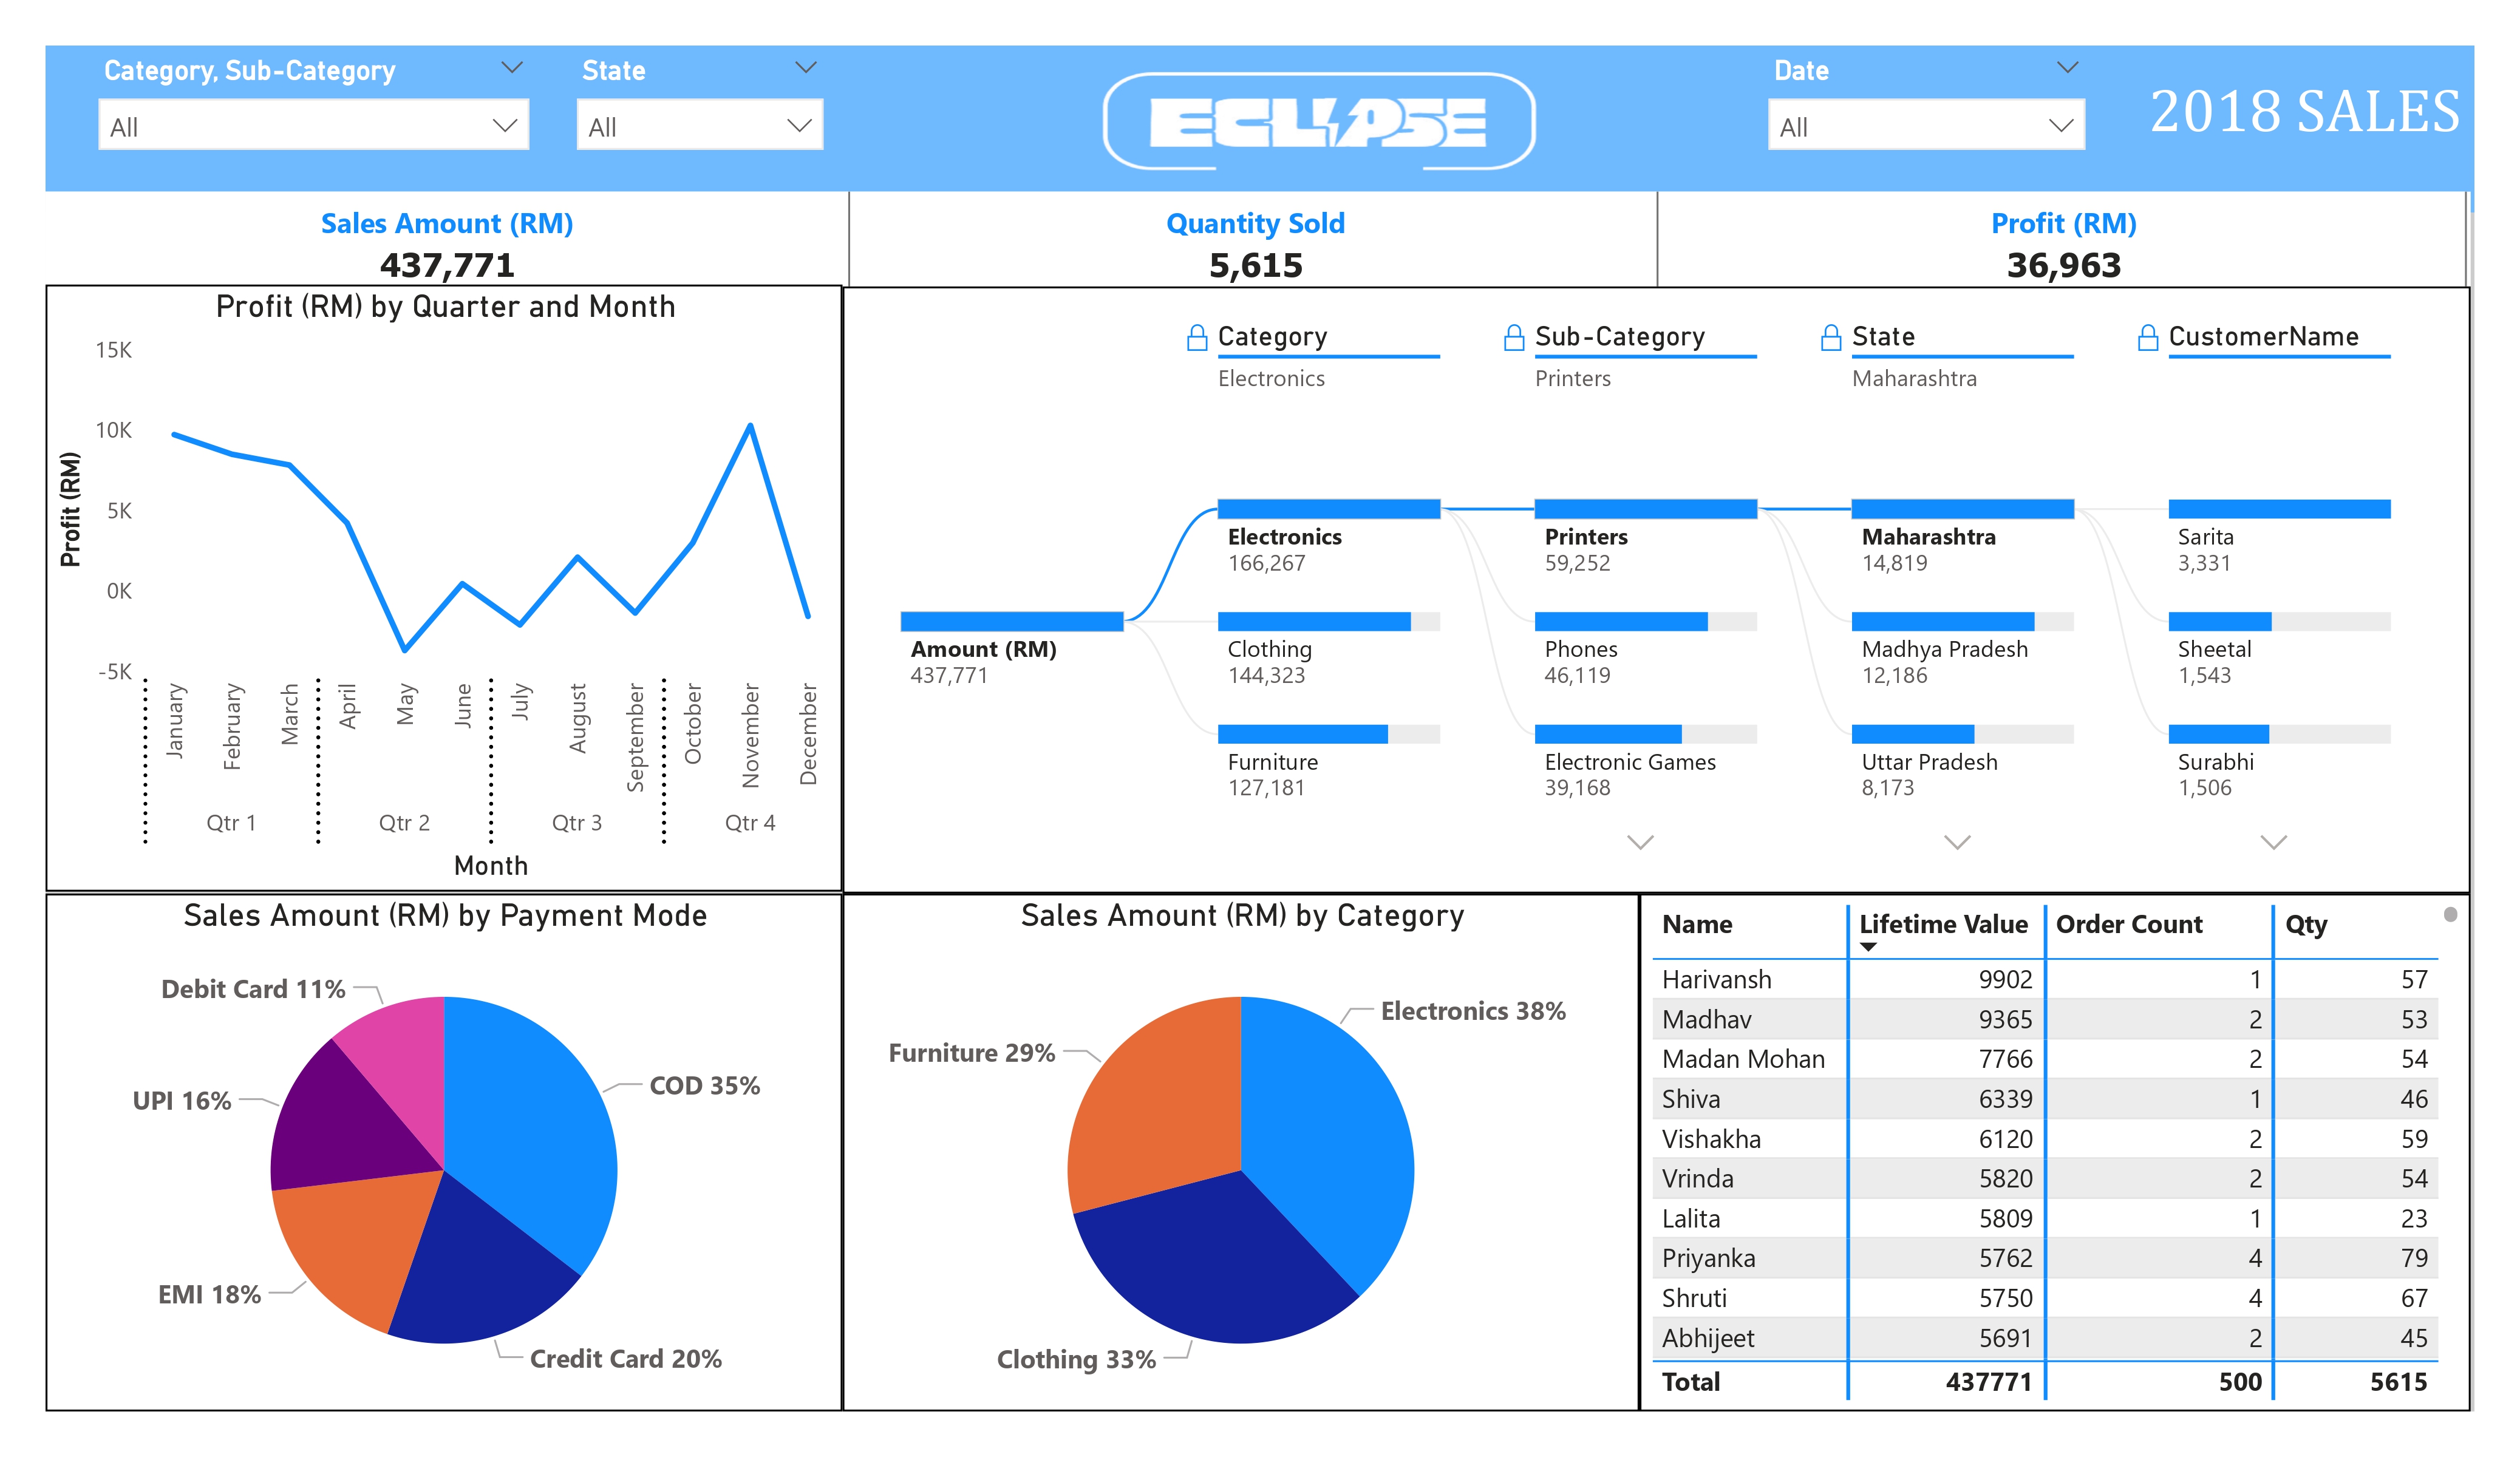 Category, Sub-Category
All
State
All
ECLIPSE
Date
All
2018 SALES
Sales Amount (RM)
437,771
Quantity Sold
5,615
Profit (RM)
36,963
Profit (RM) by Quarter and Month
15K
10K
5K
0K
-5K
Profit (RM)
January
February
March
April
May
June
July
August
September
October
November
December
Qtr 1
Qtr 2
Qtr 3
Qtr 4
Month
Category
Electronics
Sub-Category
Printers
State
Maharashtra
CustomerName
Amount (RM)
437,771
Electronics
166,267
Clothing
144,323
Furniture
127,181
Printers
59,252
Phones
46,119
Electronic Games
39,168
Maharashtra
14,819
Madhya Pradesh
12,186
Uttar Pradesh
8,173
Sarita
3,331
Sheetal
1,543
Surabhi
1,506
Sales Amount (RM) by Payment Mode
Debit Card 11%
COD 35%
UPI 16%
EMI 18%
Credit Card 20%
Sales Amount (RM) by Category
Electronics 38%
Furniture 29%
Clothing 33%
Name Lifetime Value Order Count Qty
Harivansh 9902 1 57
Madhav 9365 2 53
Madan Mohan 7766 2 54
Shiva 6339 1 46
Vishakha 6120 2 59
Vrinda 5820 2 54
Lalita 5809 1 23
Priyanka 5762 4 79
Shruti 5750 4 67
Abhijeet 5691 2 45
Total 437771 500 5615